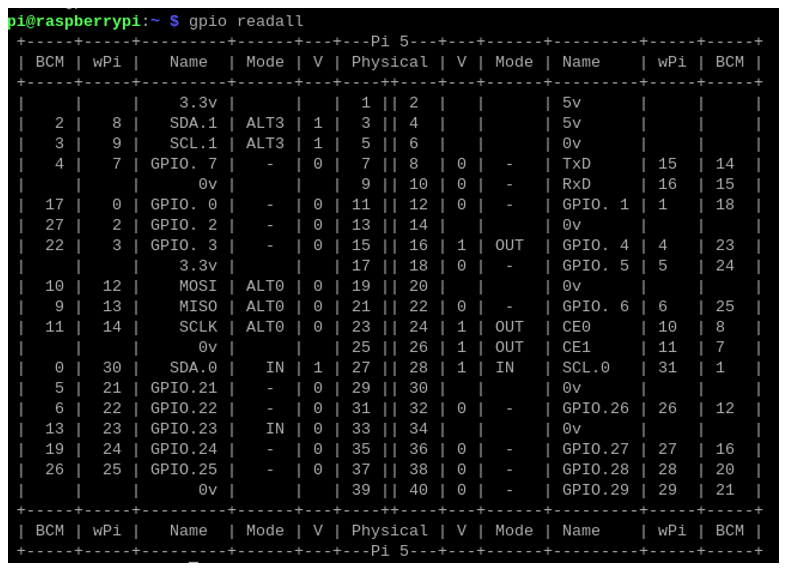 pi@raspberrypi:~ $ gpio readall
 +-----+-----+---------+------+---+---Pi 5---+---+------+---------+-----+-----+
 | BCM | wPi |   Name  | Mode | V | Physical | V | Mode | Name    | wPi | BCM |
 +-----+-----+---------+------+---+----++----+---+------+---------+-----+-----+
 |     |     |    3.3v |      |   |  1 || 2  |   |      | 5v      |     |     |
 |   2 |   8 |   SDA.1 | ALT3 | 1 |  3 || 4  |   |      | 5v      |     |     |
 |   3 |   9 |   SCL.1 | ALT3 | 1 |  5 || 6  |   |      | 0v      |     |     |
 |   4 |   7 | GPIO. 7 |   -  | 0 |  7 || 8  | 0 |  -   | TxD     | 15  | 14  |
 |     |     |      0v |      |   |  9 || 10 | 0 |  -   | RxD     | 16  | 15  |
 |  17 |   0 | GPIO. 0 |   -  | 0 | 11 || 12 | 0 |  -   | GPIO. 1 | 1   | 18  |
 |  27 |   2 | GPIO. 2 |   -  | 0 | 13 || 14 |   |      | 0v      |     |     |
 |  22 |   3 | GPIO. 3 |   -  | 0 | 15 || 16 | 1 | OUT  | GPIO. 4 | 4   | 23  |
 |     |     |    3.3v |      |   | 17 || 18 | 0 |  -   | GPIO. 5 | 5   | 24  |
 |  10 |  12 |    MOSI | ALT0 | 0 | 19 || 20 |   |      | 0v      |     |     |
 |   9 |  13 |    MISO | ALT0 | 0 | 21 || 22 | 0 |  -   | GPIO. 6 | 6   | 25  |
 |  11 |  14 |    SCLK | ALT0 | 0 | 23 || 24 | 1 | OUT  | CE0     | 10  | 8   |
 |     |     |      0v |      |   | 25 || 26 | 1 | OUT  | CE1     | 11  | 7   |
 |   0 |  30 |   SDA.0 |   IN | 1 | 27 || 28 | 1 | IN   | SCL.0   | 31  | 1   |
 |   5 |  21 | GPIO.21 |   -  | 0 | 29 || 30 |   |      | 0v      |     |     |
 |   6 |  22 | GPIO.22 |   -  | 0 | 31 || 32 | 0 |  -   | GPIO.26 | 26  | 12  |
 |  13 |  23 | GPIO.23 |   IN | 0 | 33 || 34 |   |      | 0v      |     |     |
 |  19 |  24 | GPIO.24 |   -  | 0 | 35 || 36 | 0 |  -   | GPIO.27 | 27  | 16  |
 |  26 |  25 | GPIO.25 |   -  | 0 | 37 || 38 | 0 |  -   | GPIO.28 | 28  | 20  |
 |     |     |      0v |      |   | 39 || 40 | 0 |  -   | GPIO.29 | 29  | 21  |
 +-----+-----+---------+------+---+----++----+---+------+---------+-----+-----+
 | BCM | wPi |   Name  | Mode | V | Physical | V | Mode | Name    | wPi | BCM |
 +-----+-----+---------+------+---+---Pi 5---+---+------+---------+-----+-----+